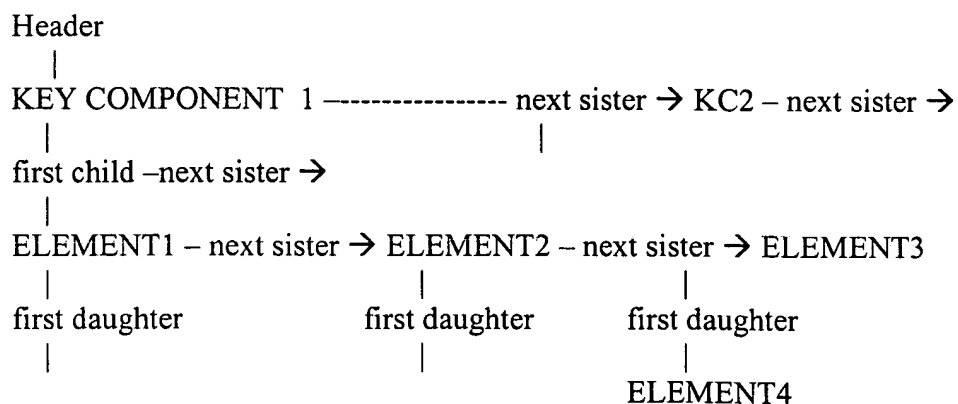 Header
|
KEY COMPONENT 1 –---------------- next sister → KC2 – next sister →
| |
first child –next sister →
|
ELEMENT1 – next sister → ELEMENT2 – next sister → ELEMENT3
| | |
first daughter first daughter first daughter
| | |
ELEMENT4